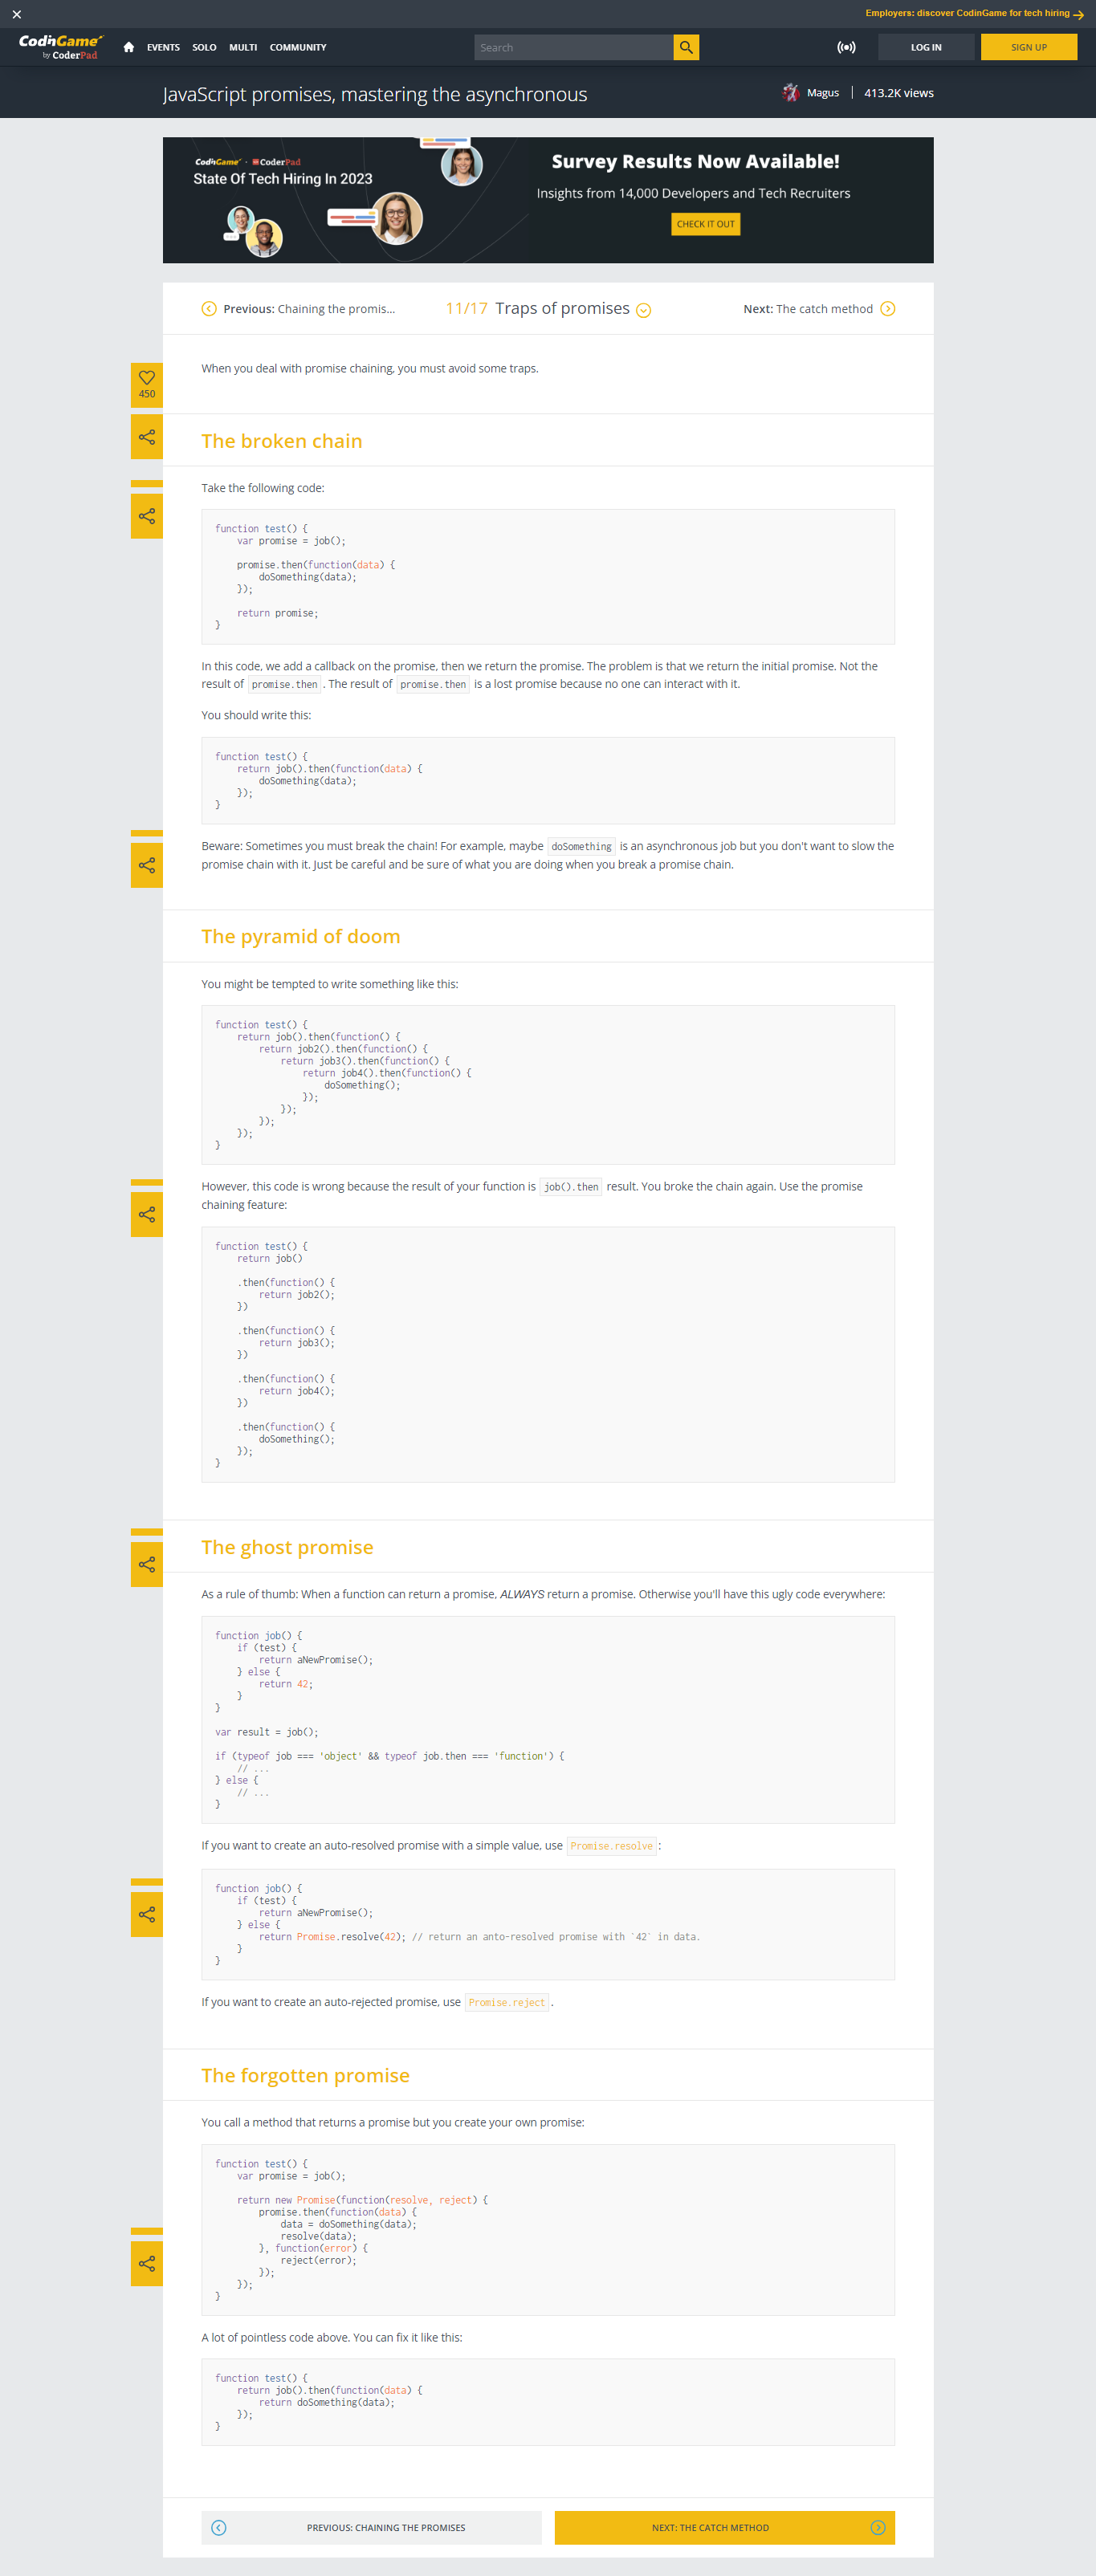 Employers: discover CodinGame for tech hiring
CodinGame
by CoderPad
EVENTS SOLO MULTI COMMUNITY
Search
LOG IN
SIGN UP
JavaScript promises, mastering the asynchronous
Magus
413.2K views
CodinGame · CoderPad
State Of Tech Hiring In 2023
Survey Results Now Available!
Insights from 14,000 Developers and Tech Recruiters
CHECK IT OUT
Previous: Chaining the promis...
11/17 Traps of promises
Next: The catch method
450
When you deal with promise chaining, you must avoid some traps.
The broken chain
Take the following code:
function test() {
    var promise = job();
    promise.then(function(data) {
        doSomething(data);
    });
    return promise;
}
In this code, we add a callback on the promise, then we return the promise. The problem is that we return the initial promise. Not the
result of promise.then. The result of promise.then is a lost promise because no one can interact with it.
You should write this:
function test() {
    return job().then(function(data) {
        doSomething(data);
    });
}
Beware: Sometimes you must break the chain! For example, maybe doSomething is an asynchronous job but you don't want to slow the
promise chain with it. Just be careful and be sure of what you are doing when you break a promise chain.
The pyramid of doom
You might be tempted to write something like this:
function test() {
    return job().then(function() {
        return job2().then(function() {
            return job3().then(function() {
                return job4().then(function() {
                    doSomething();
                });
            });
        });
    });
}
However, this code is wrong because the result of your function is job().then result. You broke the chain again. Use the promise
chaining feature:
function test() {
    return job()
    .then(function() {
        return job2();
    })
    .then(function() {
        return job3();
    })
    .then(function() {
        return job4();
    })
    .then(function() {
        doSomething();
    });
}
The ghost promise
As a rule of thumb: When a function can return a promise, ALWAYS return a promise. Otherwise you'll have this ugly code everywhere:
function job() {
    if (test) {
        return aNewPromise();
    } else {
        return 42;
    }
}
var result = job();
if (typeof job === 'object' && typeof job.then === 'function') {
    // ...
} else {
    // ...
}
If you want to create an auto-resolved promise with a simple value, use Promise.resolve:
function job() {
    if (test) {
        return aNewPromise();
    } else {
        return Promise.resolve(42); // return an anto-resolved promise with `42` in data.
    }
}
If you want to create an auto-rejected promise, use Promise.reject.
The forgotten promise
You call a method that returns a promise but you create your own promise:
function test() {
    var promise = job();
    return new Promise(function(resolve, reject) {
        promise.then(function(data) {
            data = doSomething(data);
            resolve(data);
        }, function(error) {
            reject(error);
        });
    });
}
A lot of pointless code above. You can fix it like this:
function test() {
    return job().then(function(data) {
        return doSomething(data);
    });
}
PREVIOUS: CHAINING THE PROMISES
NEXT: THE CATCH METHOD